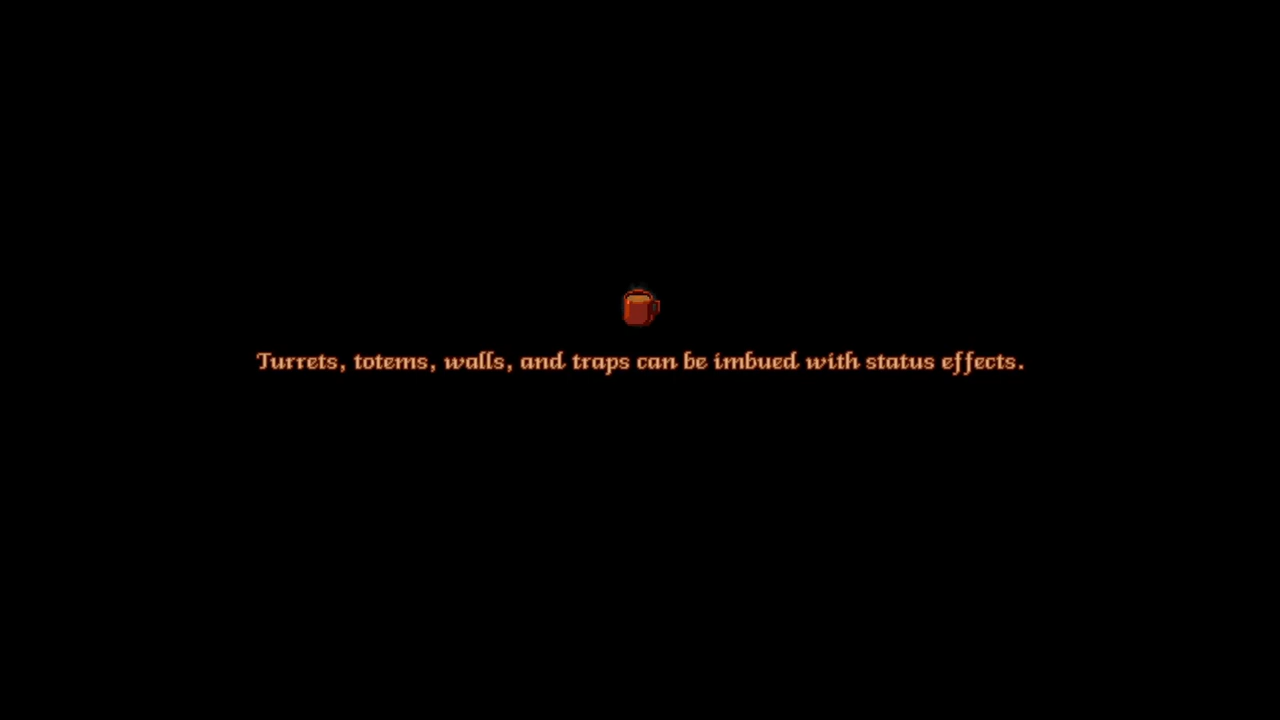 Turrets, totems, walls, and traps can be imbued with status effects.